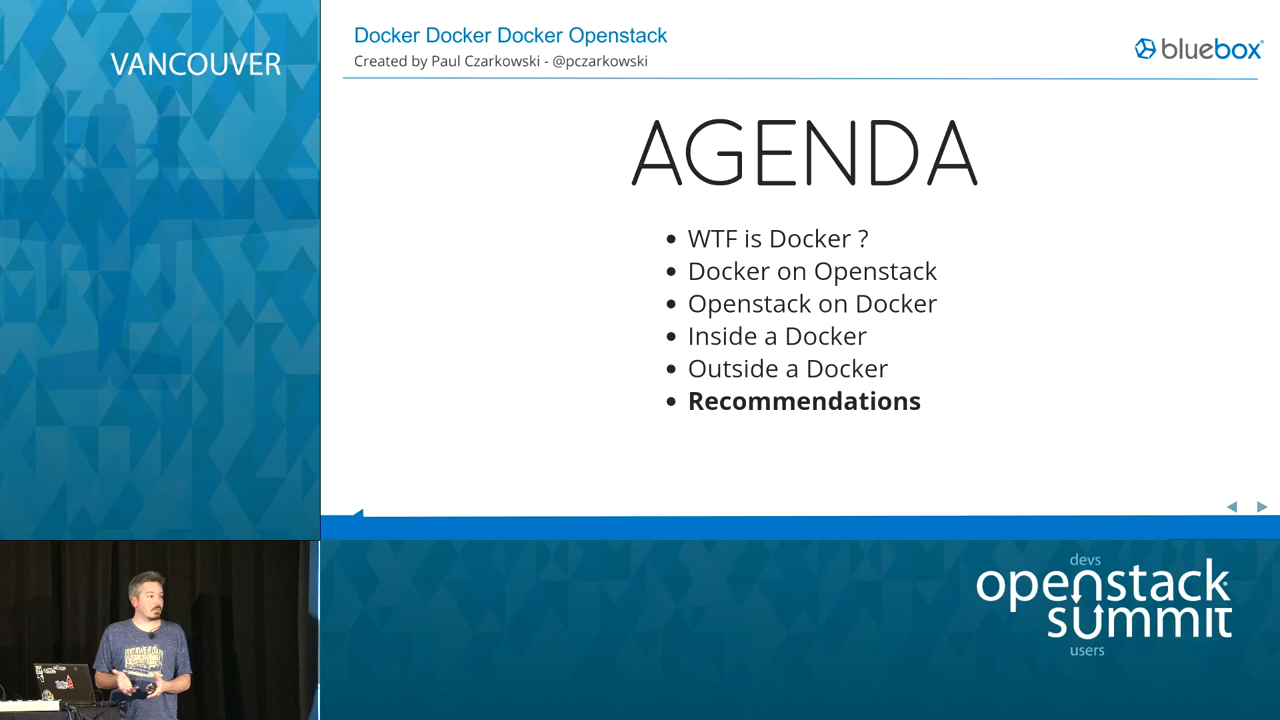 VANCOUVER
Docker Docker Docker Openstack
Created by Paul Czarkowski - @pczarkowski
bluebox
AGENDA
• WTF is Docker ?
• Docker on Openstack
• Openstack on Docker
• Inside a Docker
• Outside a Docker
• Recommendations
devs
openstack
summit
users